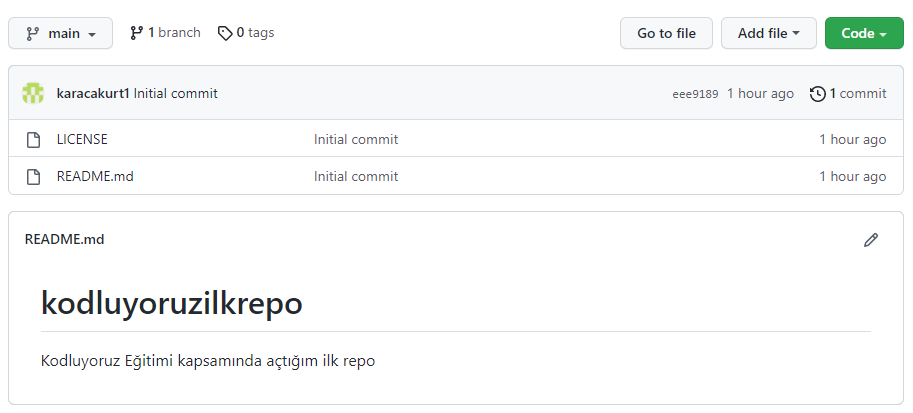 main 1 branch 0 tags Go to file Add file Code
karacakurt1 Initial commit eee9189 1 hour ago 1 commit
LICENSE Initial commit 1 hour ago
README.md Initial commit 1 hour ago
README.md
kodluyoruzilkrepo
Kodluyoruz Eğitimi kapsamında açtığım ilk repo